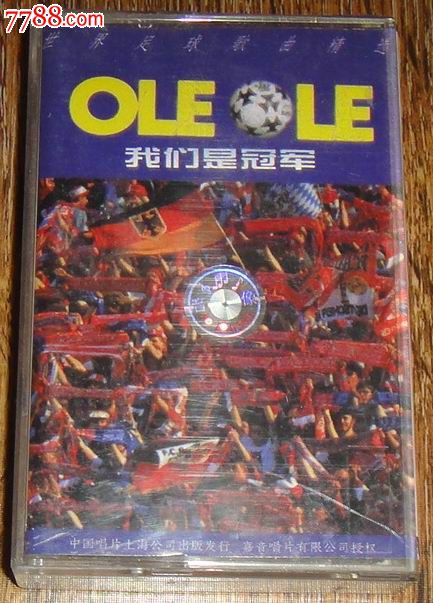 7788.com
世界足球歌曲精选
OLE OLE
我们是冠军
中国唱片上海公司出版发行 嘉音唱片有限公司授权